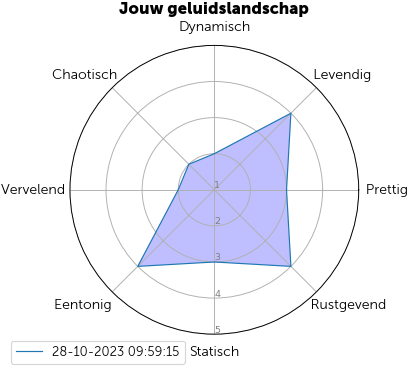 Jouw geluidslandschap
Dynamisch
Chaotisch
Levendig
Vervelend
1
Prettig
2
3
Eentonig
4
Rustgevend
5
28-10-2023 09:59:15
Statisch